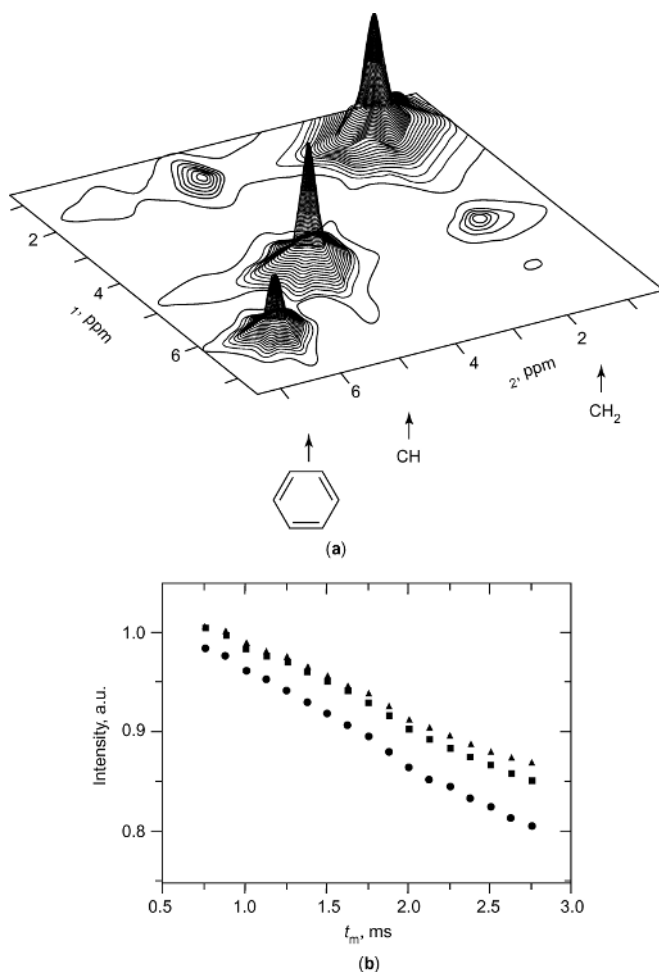 2
4
6
1, ppm
6
4
2
2, ppm
CH
CH₂
(a)
1.0
0.9
0.8
Intensity, a.u.
0.5 1.0 1.5 2.0 2.5 3.0
tₘ, ms
(b)